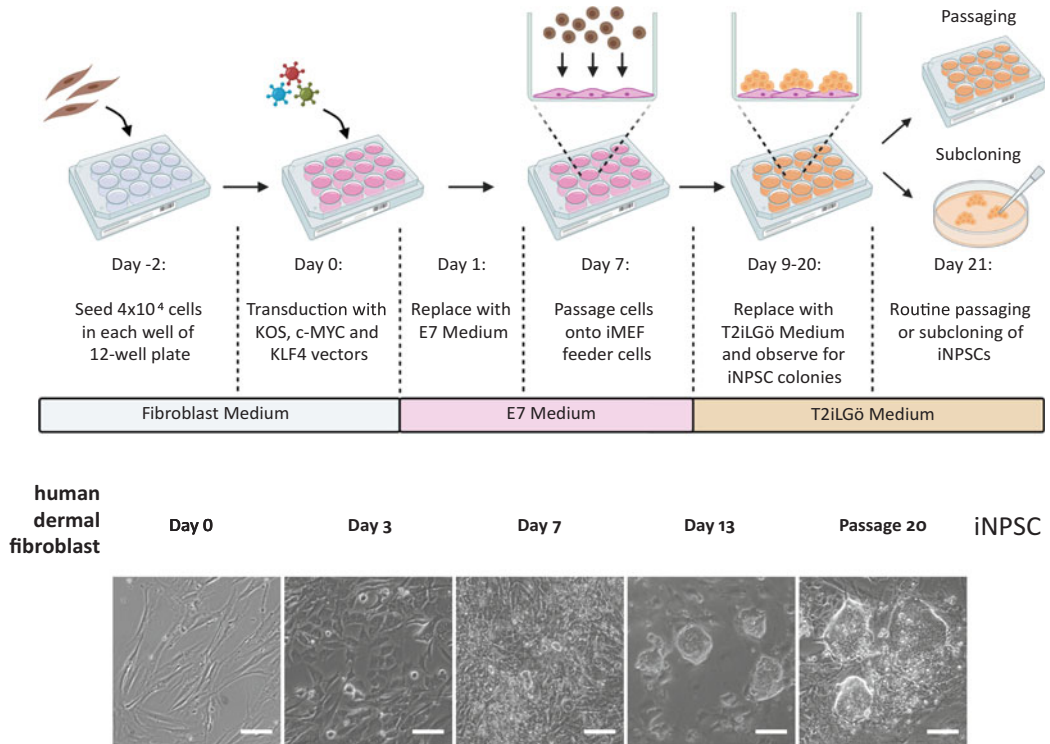 Passaging
Subcloning
Day -2:
Seed 4x10⁴ cells
in each well of
12-well plate
Day 0:
Transduction with
KOS, c-MYC and
KLF4 vectors
Day 1:
Replace with
E7 Medium
Day 7:
Passage cells
onto iMEF
feeder cells
Day 9-20:
Replace with
T2iLGö Medium
and observe for
iNPSC colonies
Day 21:
Routine passaging
or subcloning of
iNPSCs
Fibroblast Medium
E7 Medium
T2iLGö Medium
human
dermal
fibroblast
Day 0
Day 3
Day 7
Day 13
Passage 20
iNPSC